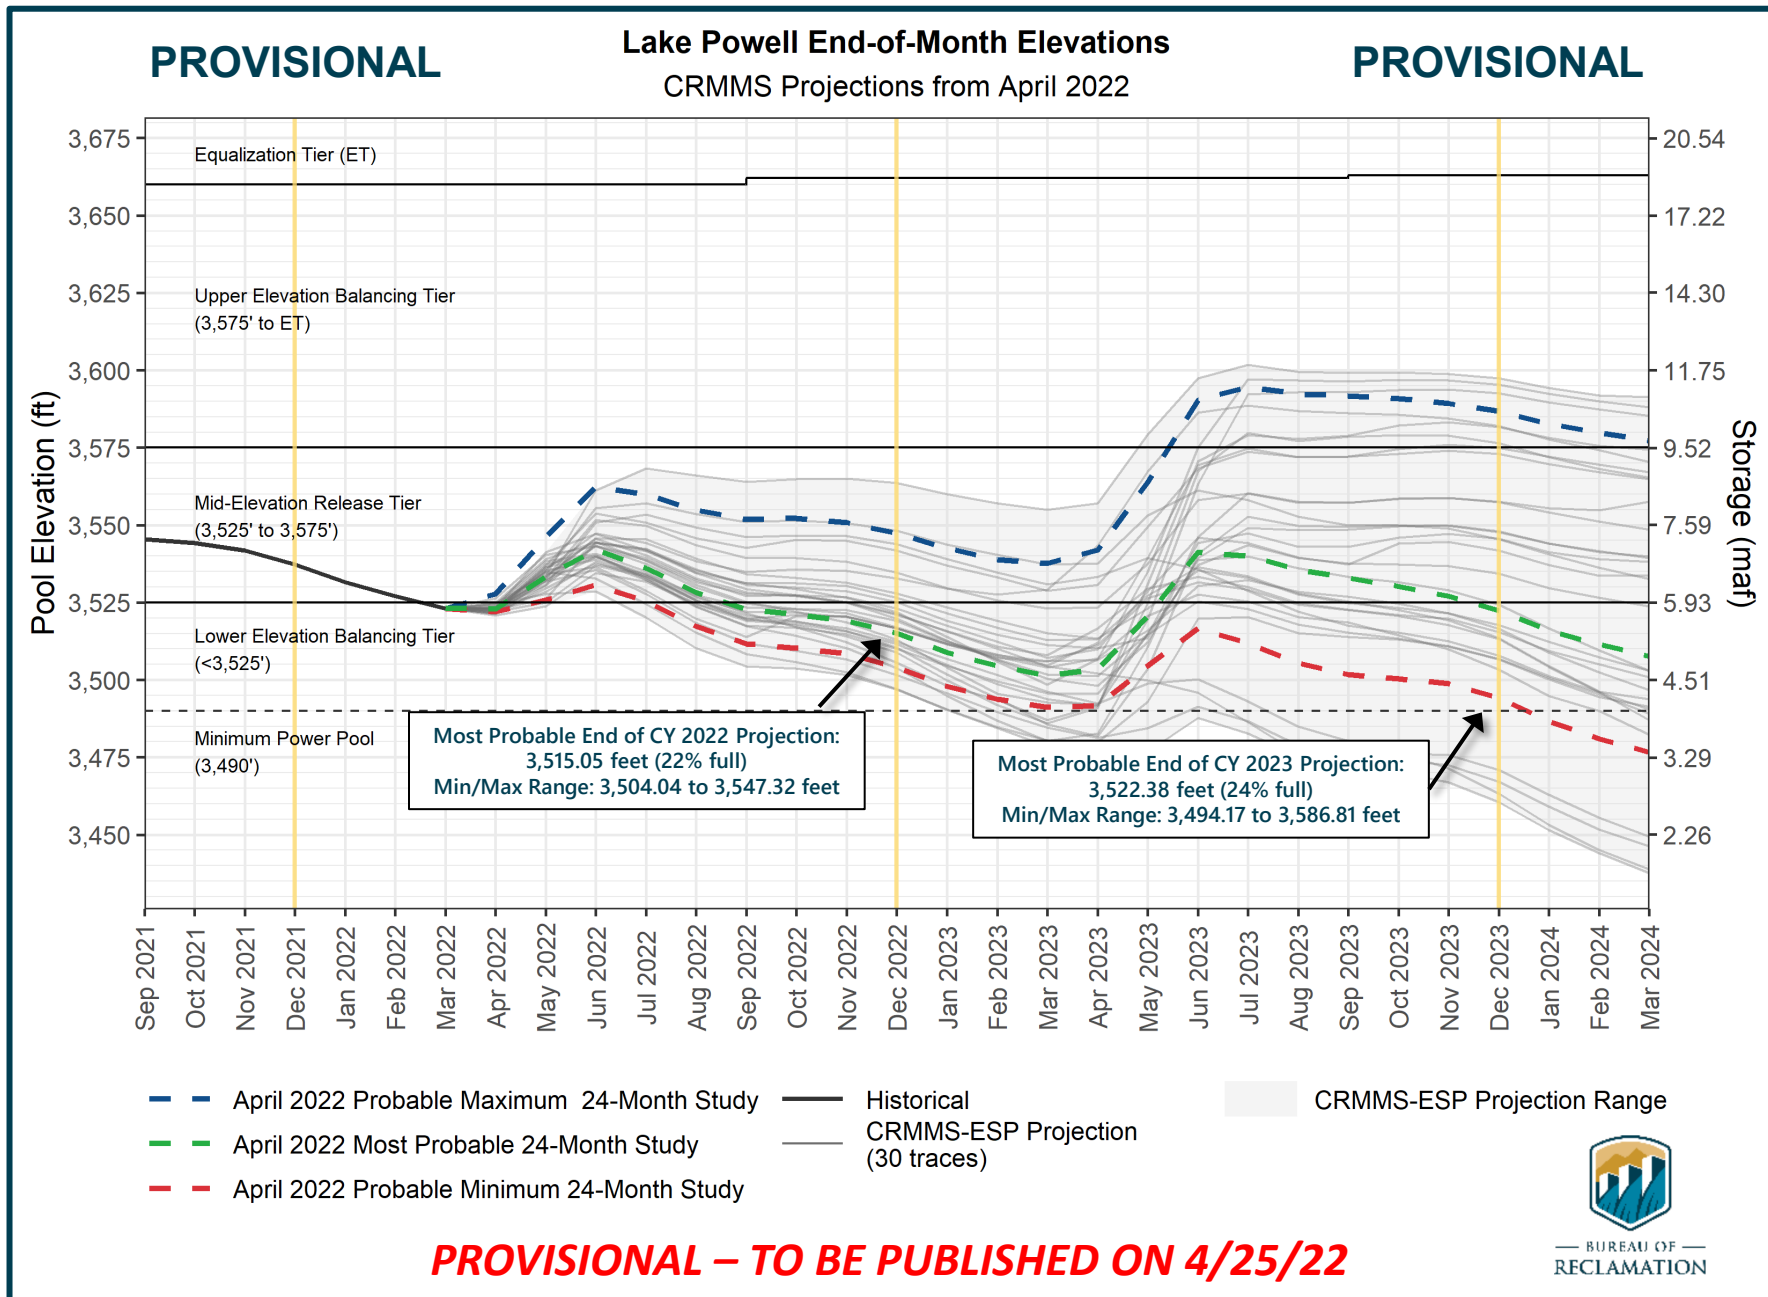 PROVISIONAL
Lake Powell End-of-Month Elevations
PROVISIONAL
CRMMS Projections from April 2022
3,675
3,650
3,625
3,600
3,575
3,550
3,525
3,500
3,475
3,450
Pool Elevation (ft)
20.54
17.22
14.30
11.75
9.52
7.59
5.93
4.51
3.29
2.26
Storage (maf)
Equalization Tier (ET)
Upper Elevation Balancing Tier
(3,575' to ET)
Mid-Elevation Release Tier
(3,525' to 3,575')
Lower Elevation Balancing Tier
(<3,525')
Minimum Power Pool
(3,490')
Most Probable End of CY 2022 Projection:
3,515.05 feet (22% full)
Min/Max Range: 3,504.04 to 3,547.32 feet
Most Probable End of CY 2023 Projection:
3,522.38 feet (24% full)
Min/Max Range: 3,494.17 to 3,586.81 feet
Sep 2021
Oct 2021
Nov 2021
Dec 2021
Jan 2022
Feb 2022
Mar 2022
Apr 2022
May 2022
Jun 2022
Jul 2022
Aug 2022
Sep 2022
Oct 2022
Nov 2022
Dec 2022
Jan 2023
Feb 2023
Mar 2023
Apr 2023
May 2023
Jun 2023
Jul 2023
Aug 2023
Sep 2023
Oct 2023
Nov 2023
Dec 2023
Jan 2024
Feb 2024
Mar 2024
April 2022 Probable Maximum 24-Month Study
April 2022 Most Probable 24-Month Study
April 2022 Probable Minimum 24-Month Study
Historical
CRMMS-ESP Projection
(30 traces)
CRMMS-ESP Projection Range
BUREAU OF
RECLAMATION
PROVISIONAL – TO BE PUBLISHED ON 4/25/22